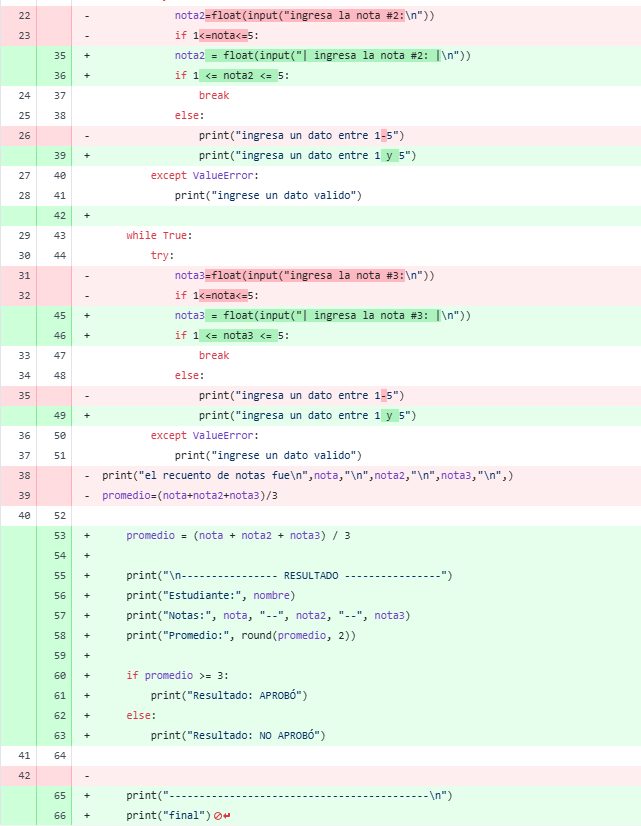 22 - nota2=float(input("ingresa la nota #2:\n"))
23 - if 1<=nota<=5:
35 + nota2 = float(input("| ingresa la nota #2: |\n"))
36 + if 1 <= nota2 <= 5:
24 37 break
25 38 else:
26 - print("ingresa un dato entre 1-5")
39 + print("ingresa un dato entre 1 y 5")
27 40 except ValueError:
28 41 print("ingrese un dato valido")
42 +
29 43 while True:
30 44 try:
31 - nota3=float(input("ingresa la nota #3:\n"))
32 - if 1<=nota<=5:
45 + nota3 = float(input("| ingresa la nota #3: |\n"))
46 + if 1 <= nota3 <= 5:
33 47 break
34 48 else:
35 - print("ingresa un dato entre 1-5")
49 + print("ingresa un dato entre 1 y 5")
36 50 except ValueError:
37 51 print("ingrese un dato valido")
38 - print("el recuento de notas fue\n",nota,"\n",nota2,"\n",nota3,"\n",)
39 - promedio=(nota+nota2+nota3)/3
40 52
53 + promedio = (nota + nota2 + nota3) / 3
54 +
55 + print("\n---------------- RESULTADO ----------------")
56 + print("Estudiante:", nombre)
57 + print("Notas:", nota, "--", nota2, "--", nota3)
58 + print("Promedio:", round(promedio, 2))
59 +
60 + if promedio >= 3:
61 + print("Resultado: APROBÓ")
62 + else:
63 + print("Resultado: NO APROBÓ")
41 64
42 -
65 + print("-------------------------------------------\n")
66 + print("final")